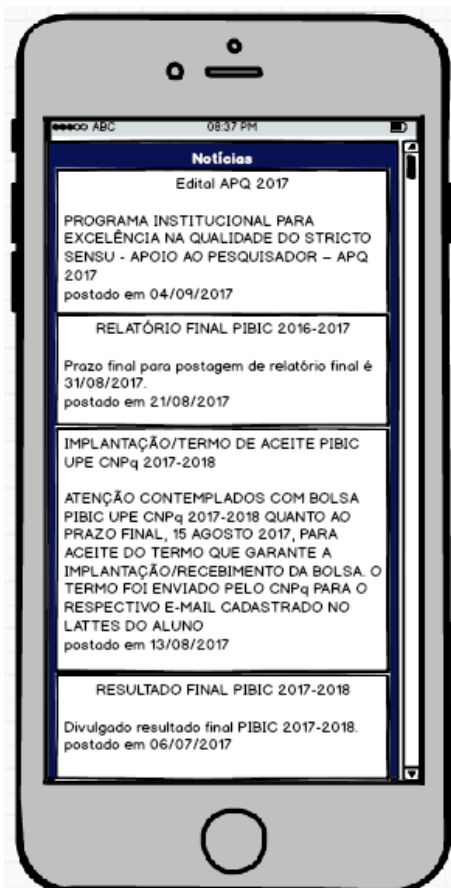 ABC 08:37 PM
Notícias
Edital APQ 2017
PROGRAMA INSTITUCIONAL PARA
EXCELÊNCIA NA QUALIDADE DO STRICTO
SENSU - APOIO AO PESQUISADOR – APQ
2017
postado em 04/09/2017
RELATÓRIO FINAL PIBIC 2016-2017
Prazo final para postagem de relatório final é
31/08/2017.
postado em 21/08/2017
IMPLANTAÇÃO/TERMO DE ACEITE PIBIC
UPE CNPq 2017-2018
ATENÇÃO CONTEMPLADOS COM BOLSA
PIBIC UPE CNPq 2017-2018 QUANTO AO
PRAZO FINAL, 15 AGOSTO 2017, PARA
ACEITE DO TERMO QUE GARANTE A
IMPLANTAÇÃO/RECEBIMENTO DA BOLSA. O
TERMO FOI ENVIADO PELO CNPq PARA O
RESPECTIVO E-MAIL CADASTRADO NO
LATTES DO ALUNO
postado em 13/08/2017
RESULTADO FINAL PIBIC 2017-2018
Divulgado resultado final PIBIC 2017-2018.
postado em 06/07/2017